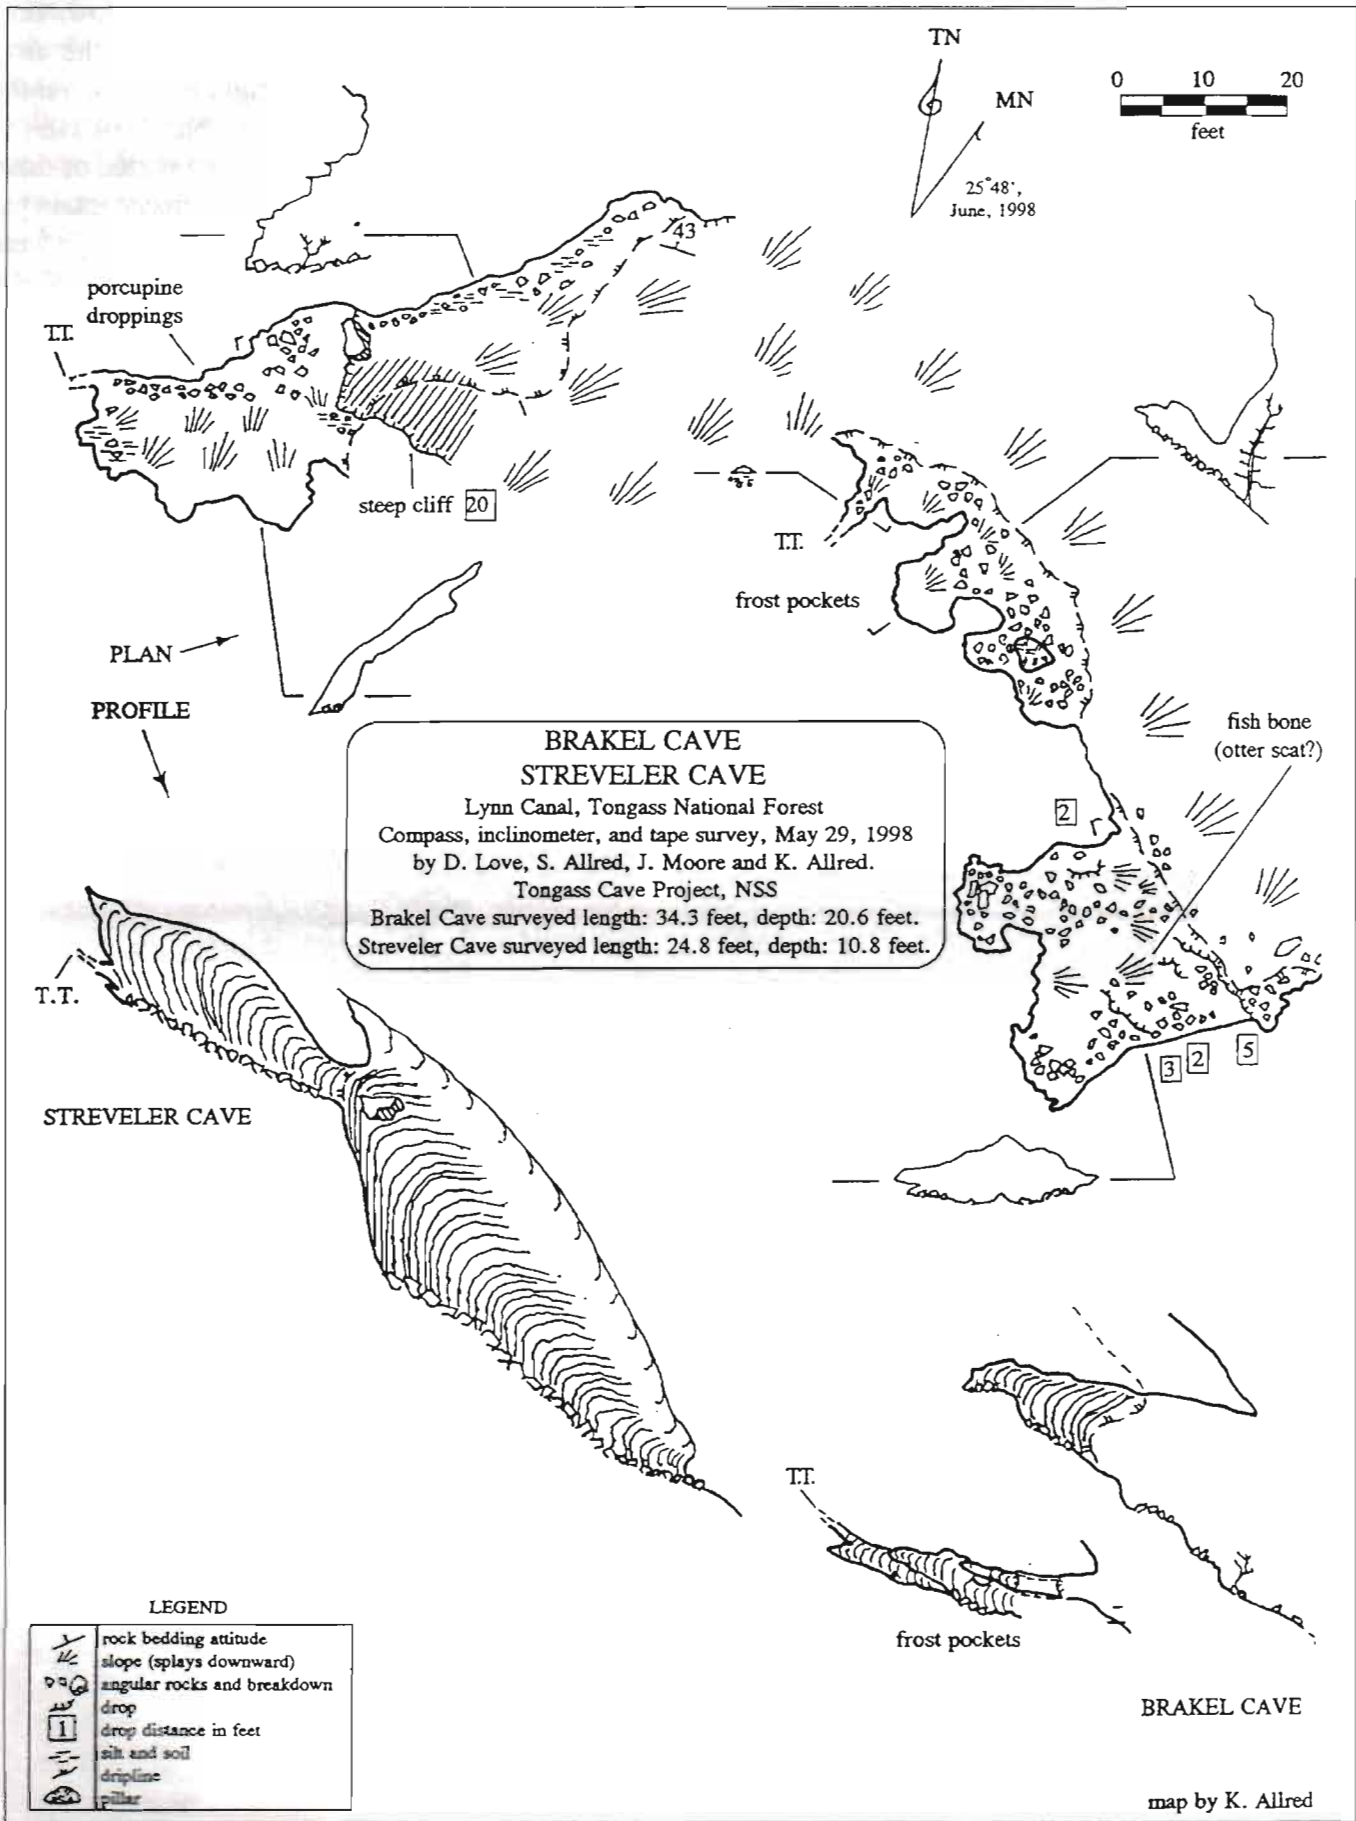 TN
MN
0 10 20
feet
25°48',
June, 1998
43
porcupine
droppings
T.T.
steep cliff 20
T.T.
frost pockets
PLAN
PROFILE
fish bone
(otter scat?)
2
BRAKEL CAVE
STREVELER CAVE
Lynn Canal, Tongass National Forest
Compass, inclinometer, and tape survey, May 29, 1998
by D. Love, S. Allred, J. Moore and K. Allred.
Tongass Cave Project, NSS
Brakel Cave surveyed length: 34.3 feet, depth: 20.6 feet.
Streveler Cave surveyed length: 24.8 feet, depth: 10.8 feet.
3 2 5
T.T.
STREVELER CAVE
T.T.
frost pockets
BRAKEL CAVE
LEGEND
rock bedding attitude
slope (splays downward)
angular rocks and breakdown
drop
1 drop distance in feet
silt and soil
dripline
pillar
map by K. Allred